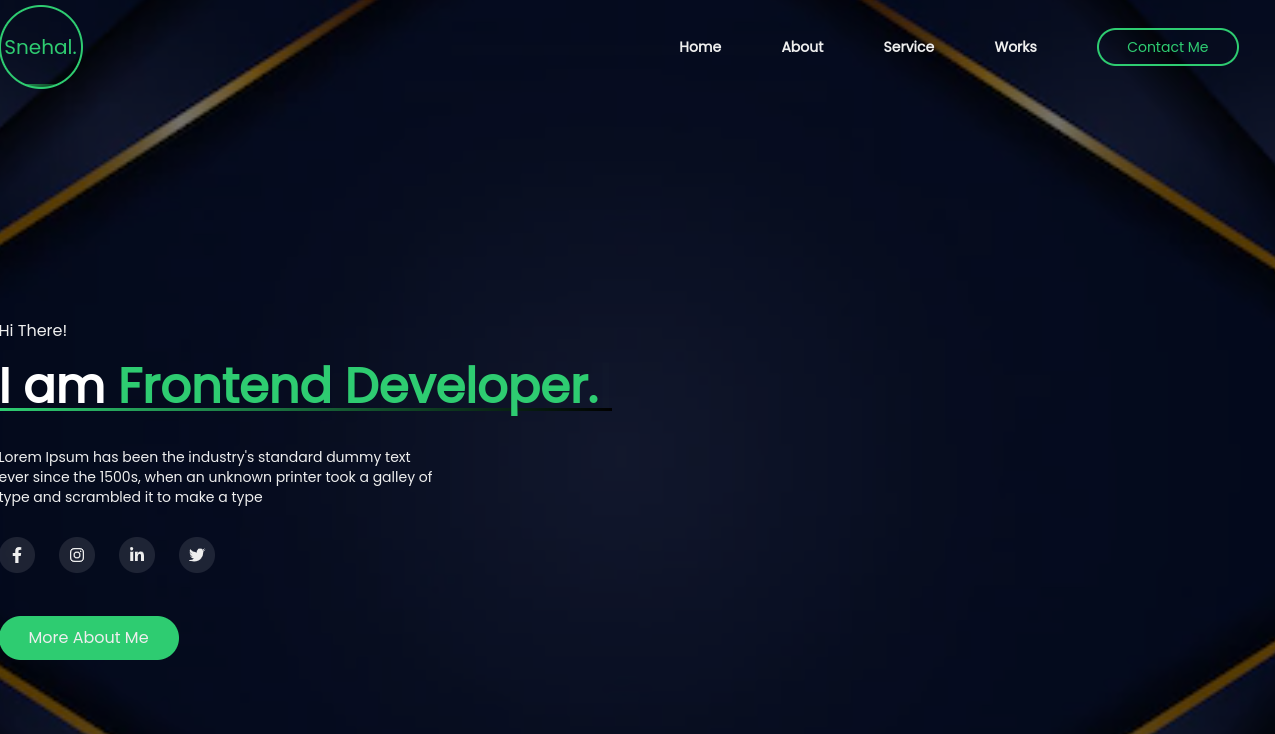 Snehal.
Home About Service Works Contact Me
Hi There!
I am Frontend Developer.
Lorem Ipsum has been the industry's standard dummy text
ever since the 1500s, when an unknown printer took a galley of
type and scrambled it to make a type
More About Me